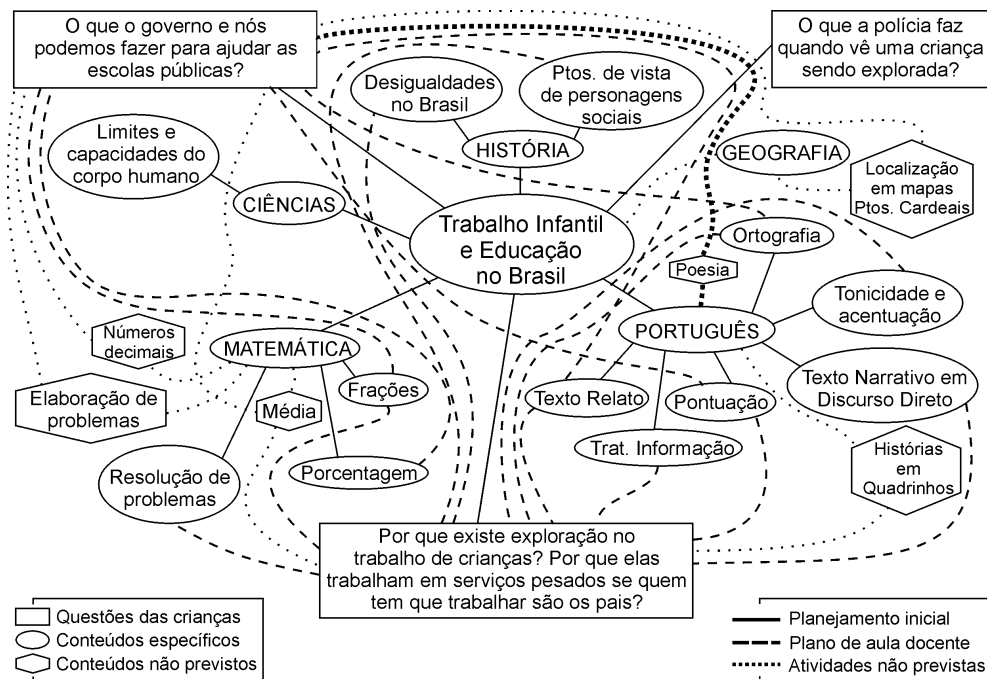 O que o governo e nós
podemos fazer para ajudar as
escolas públicas?
O que a polícia faz
quando vê uma criança
sendo explorada?
Desigualdades
no Brasil
Ptos. de vista
de personagens
sociais
HISTÓRIA
Limites e
capacidades do
corpo humano
CIÊNCIAS
GEOGRAFIA
Localização
em mapas
Ptos. Cardeais
Trabalho Infantil
e Educação
no Brasil
Ortografia
Poesia
Tonicidade e
acentuação
PORTUGUÊS
Números
decimais
MATEMÁTICA
Frações
Elaboração de
problemas
Média
Texto Relato
Pontuação
Texto Narrativo em
Discurso Direto
Trat. Informação
Resolução de
problemas
Porcentagem
Histórias
em
Quadrinhos
Por que existe exploração no
trabalho de crianças? Por que elas
trabalham em serviços pesados se quem
tem que trabalhar são os pais?
Questões das crianças
Conteúdos específicos
Conteúdos não previstos
Planejamento inicial
Plano de aula docente
Atividades não previstas